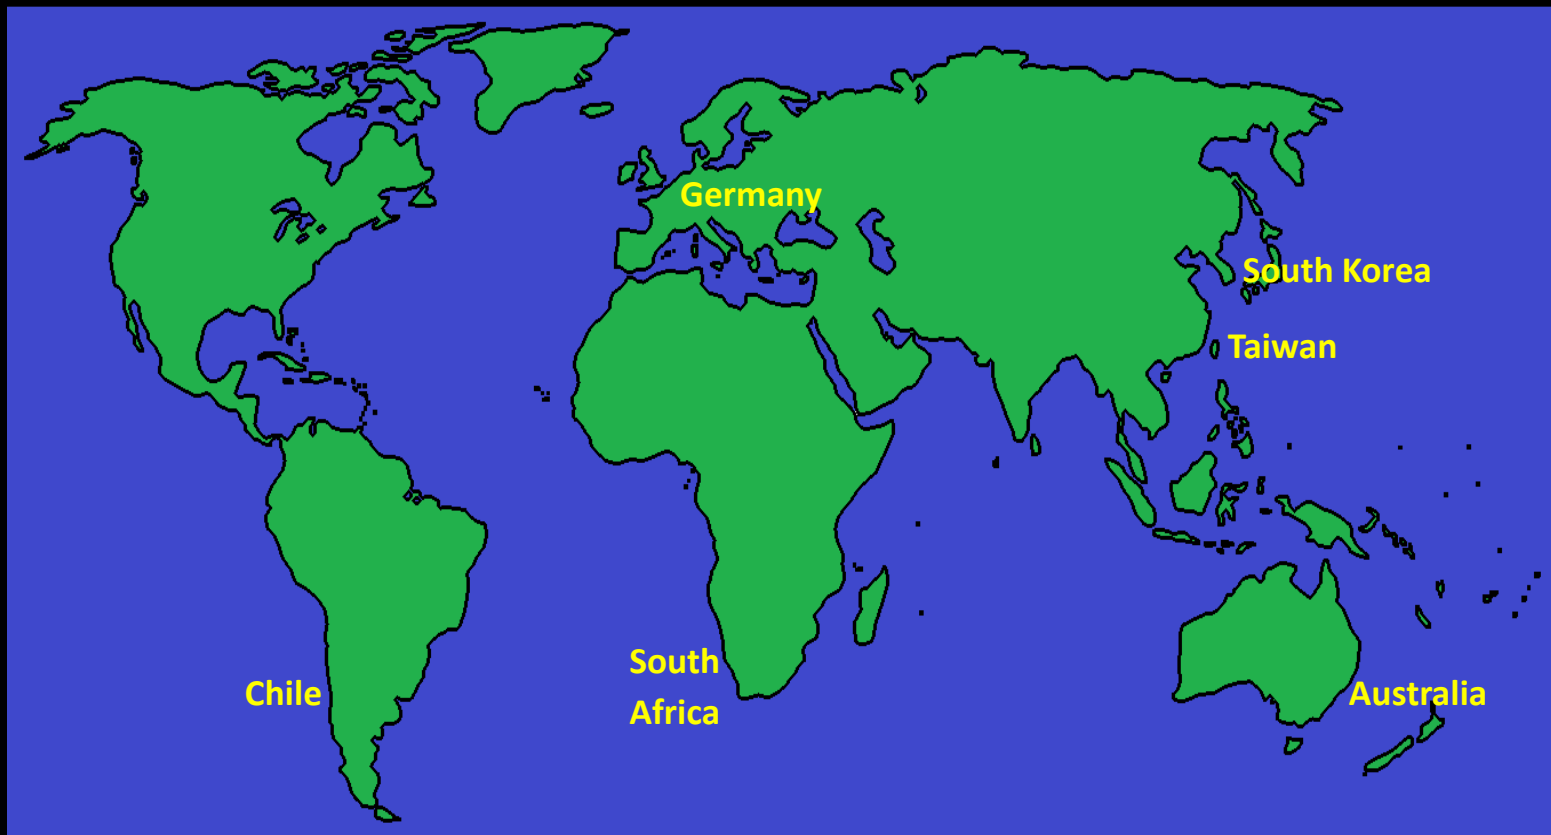 Germany
South Korea
Taiwan
South
Africa
Chile
Australia